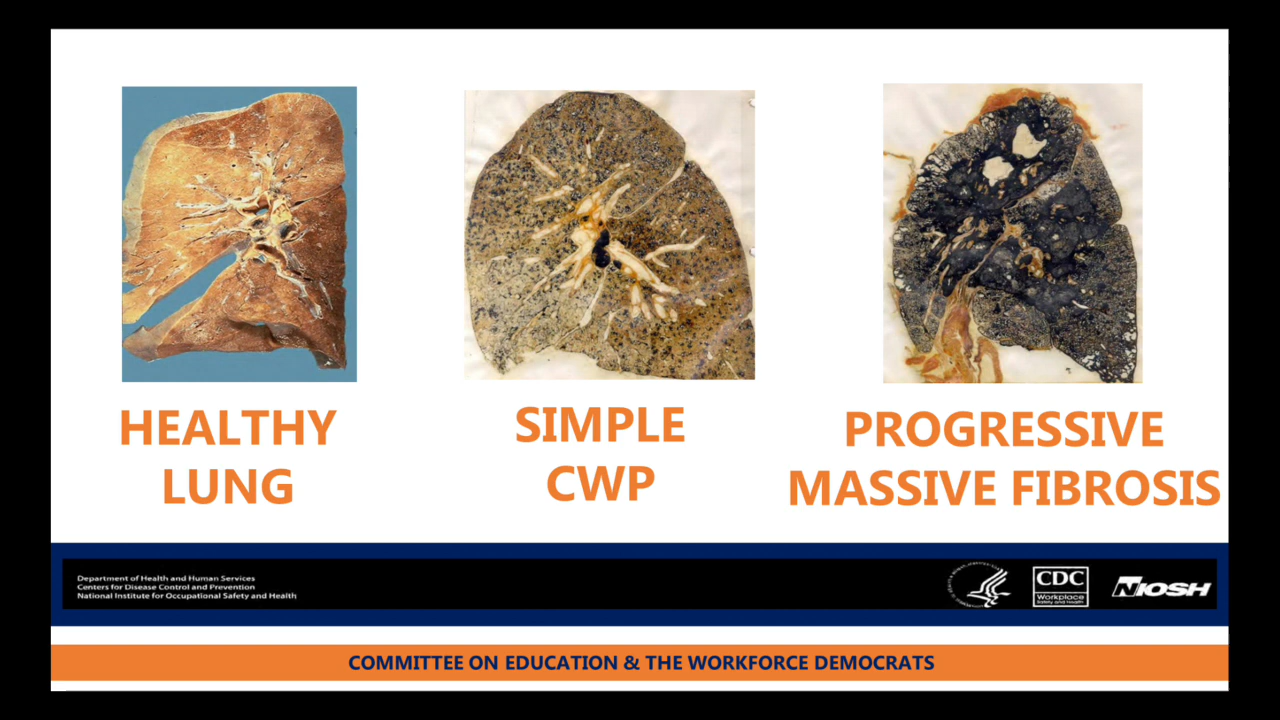 HEALTHY
LUNG
SIMPLE
CWP
PROGRESSIVE
MASSIVE FIBROSIS
Department of Health and Human Services
Centers for Disease Control and Prevention
National Institute for Occupational Safety and Health
CDC
Workplace
Safety and Health
NIOSH
COMMITTEE ON EDUCATION & THE WORKFORCE DEMOCRATS